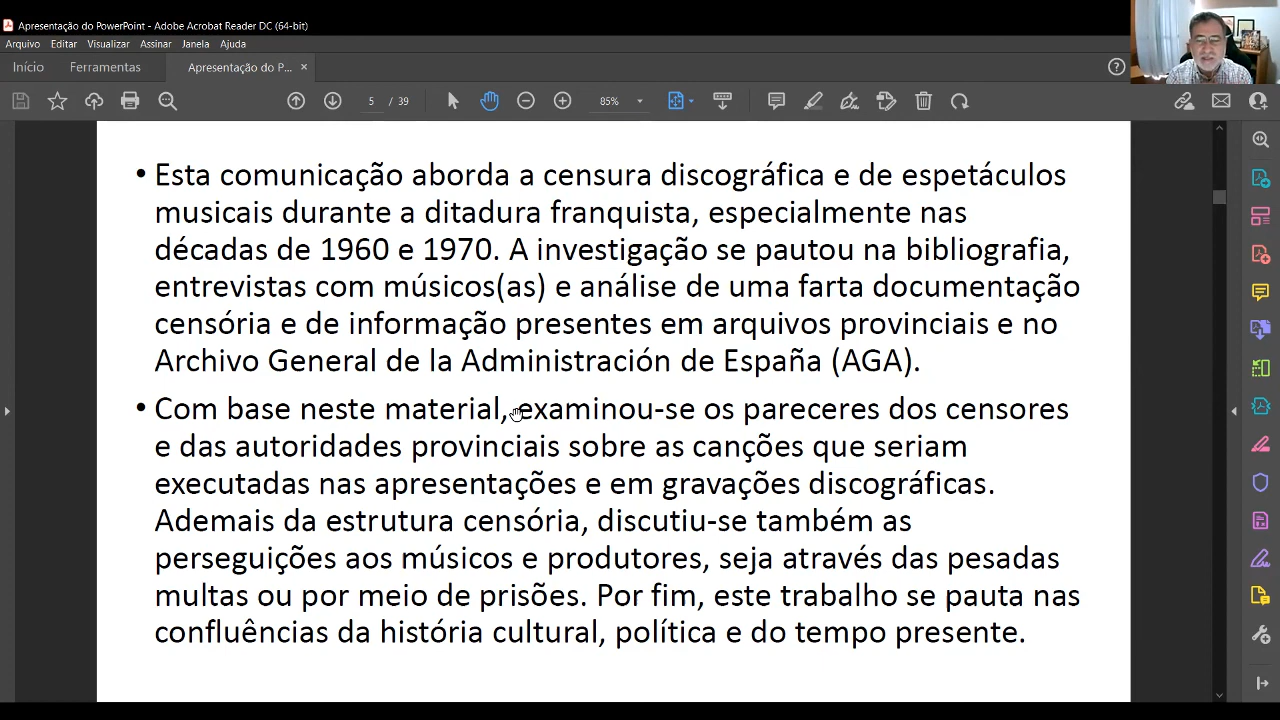 Apresentação do PowerPoint - Adobe Acrobat Reader DC (64-bit)
Arquivo Editar Visualizar Assinar Janela Ajuda
Início Ferramentas Apresentação do P... ×
5 / 39 85%
• Esta comunicação aborda a censura discográfica e de espetáculos
musicais durante a ditadura franquista, especialmente nas
décadas de 1960 e 1970. A investigação se pautou na bibliografia,
entrevistas com músicos(as) e análise de uma farta documentação
censória e de informação presentes em arquivos provinciais e no
Archivo General de la Administración de España (AGA).
• Com base neste material, examinou-se os pareceres dos censores
e das autoridades provinciais sobre as canções que seriam
executadas nas apresentações e em gravações discográficas.
Ademais da estrutura censória, discutiu-se também as
perseguições aos músicos e produtores, seja através das pesadas
multas ou por meio de prisões. Por fim, este trabalho se pauta nas
confluências da história cultural, política e do tempo presente.